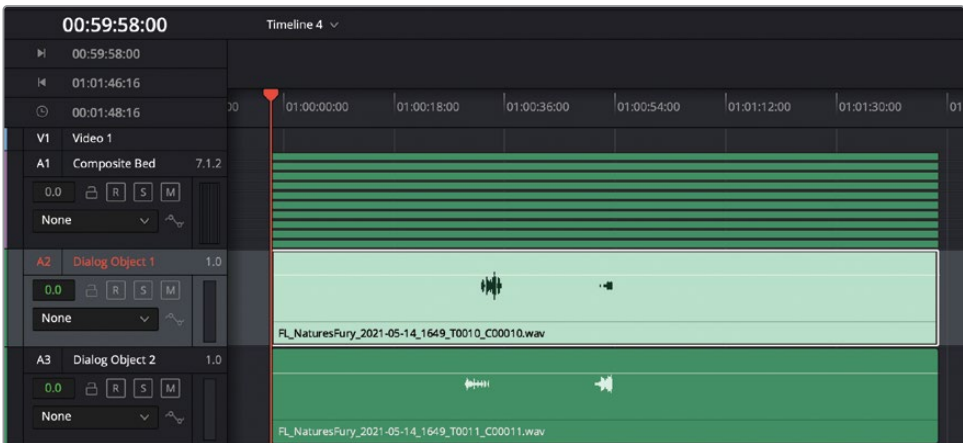 00:59:58:00 Timeline 4
00:59:58:00
01:01:46:16
00:01:48:16
00 01:00:00:00 01:00:18:00 01:00:36:00 01:00:54:00 01:01:12:00 01:01:30:00 01
V1 Video 1
A1 Composite Bed 7.1.2
0.0 R S M
None
A2 Dialog Object 1 1.0
0.0 R S M
None
FL_NaturesFury_2021-05-14_1649_T0010_C00010.wav
A3 Dialog Object 2 1.0
0.0 R S M
None
FL_NaturesFury_2021-05-14_1649_T0011_C00011.wav